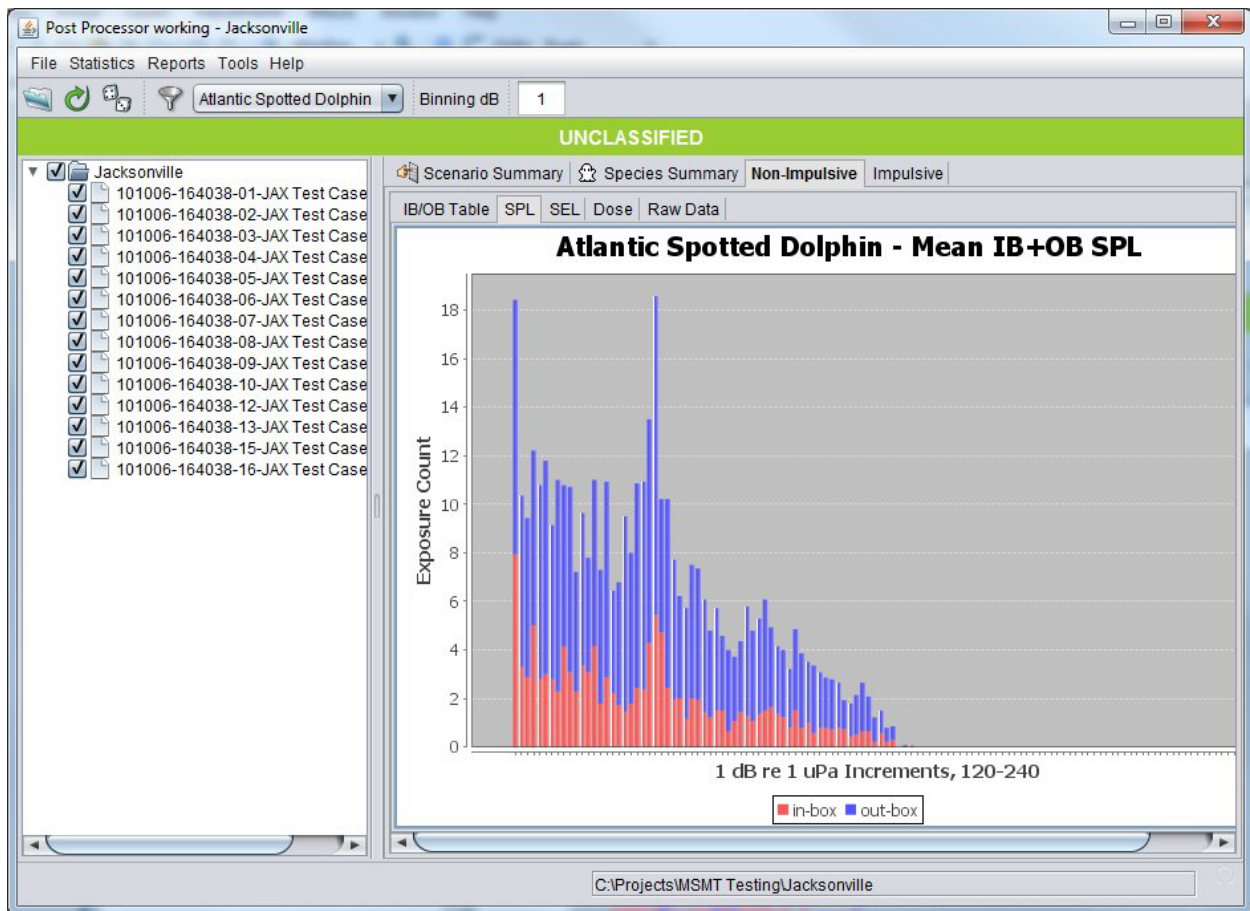 Post Processor working - Jacksonville
File Statistics Reports Tools Help
Atlantic Spotted Dolphin Binning dB 1
UNCLASSIFIED
Jacksonville
101006-164038-01-JAX Test Case
101006-164038-02-JAX Test Case
101006-164038-03-JAX Test Case
101006-164038-04-JAX Test Case
101006-164038-05-JAX Test Case
101006-164038-06-JAX Test Case
101006-164038-07-JAX Test Case
101006-164038-08-JAX Test Case
101006-164038-09-JAX Test Case
101006-164038-10-JAX Test Case
101006-164038-12-JAX Test Case
101006-164038-13-JAX Test Case
101006-164038-15-JAX Test Case
101006-164038-16-JAX Test Case
Scenario Summary Species Summary Non-Impulsive Impulsive
IB/OB Table SPL SEL Dose Raw Data
Atlantic Spotted Dolphin - Mean IB+OB SPL
Exposure Count
18
16
14
12
10
8
6
4
2
0
1 dB re 1 uPa Increments, 120-240
in-box out-box
C:\Projects\MSMT Testing\Jacksonville